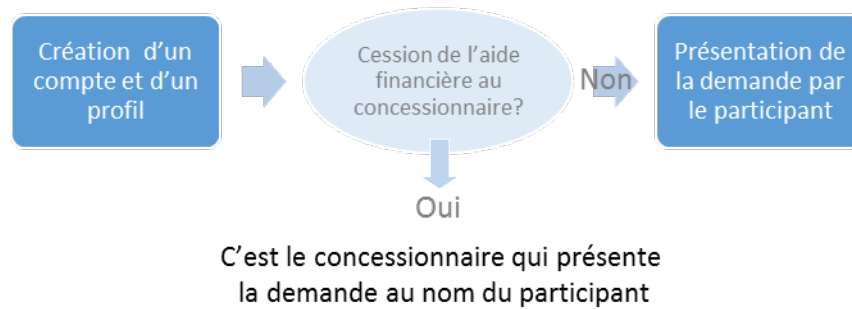 Création d’un
compte et d’un
profil
Cession de l’aide
financière au
concessionnaire?
Non
Présentation de
la demande par
le participant
Oui
C’est le concessionnaire qui présente
la demande au nom du participant